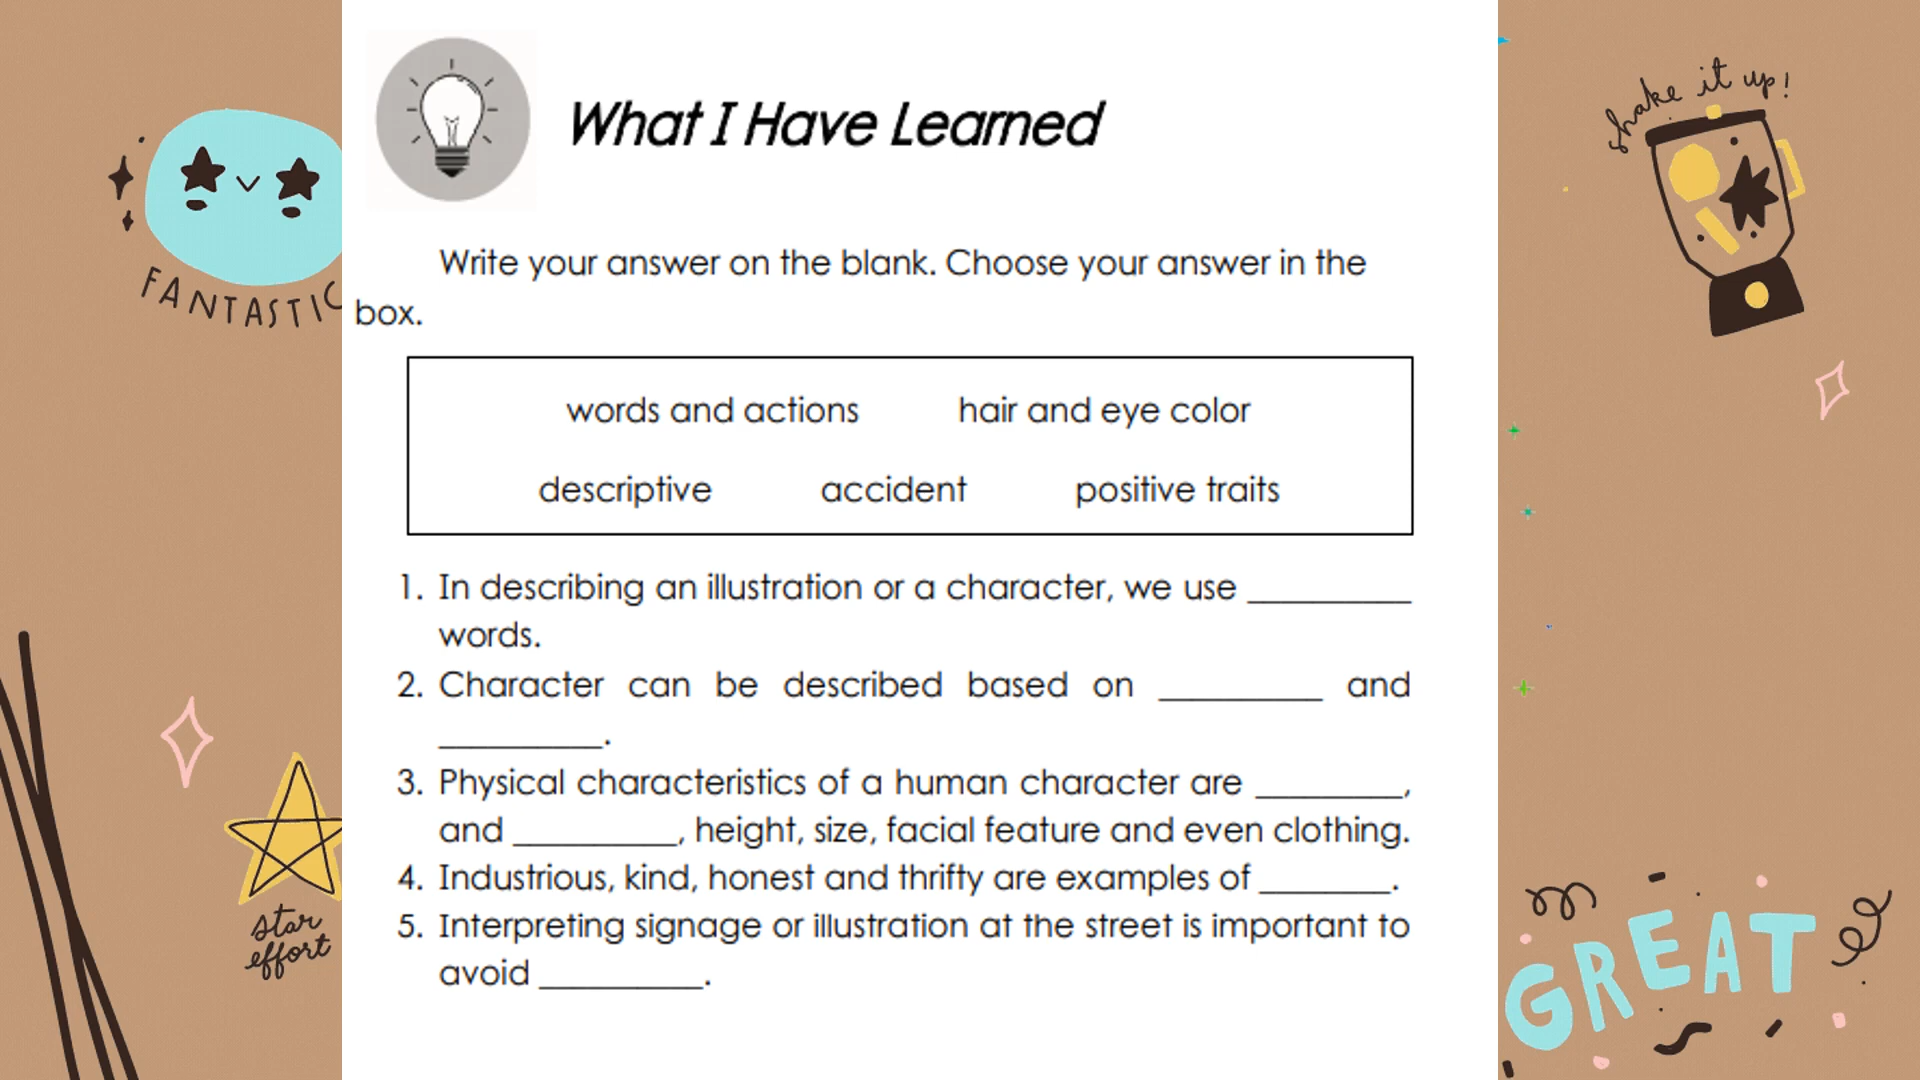 FANTASTIC
shake it up!
What I Have Learned
Write your answer on the blank. Choose your answer in the
box.
words and actions hair and eye color
descriptive accident positive traits
1. In describing an illustration or a character, we use __________
words.
2. Character can be described based on __________ and
__________.
3. Physical characteristics of a human character are _________,
and __________, height, size, facial feature and even clothing.
4. Industrious, kind, honest and thrifty are examples of ________.
5. Interpreting signage or illustration at the street is important to
avoid __________.
star
effort
GREAT